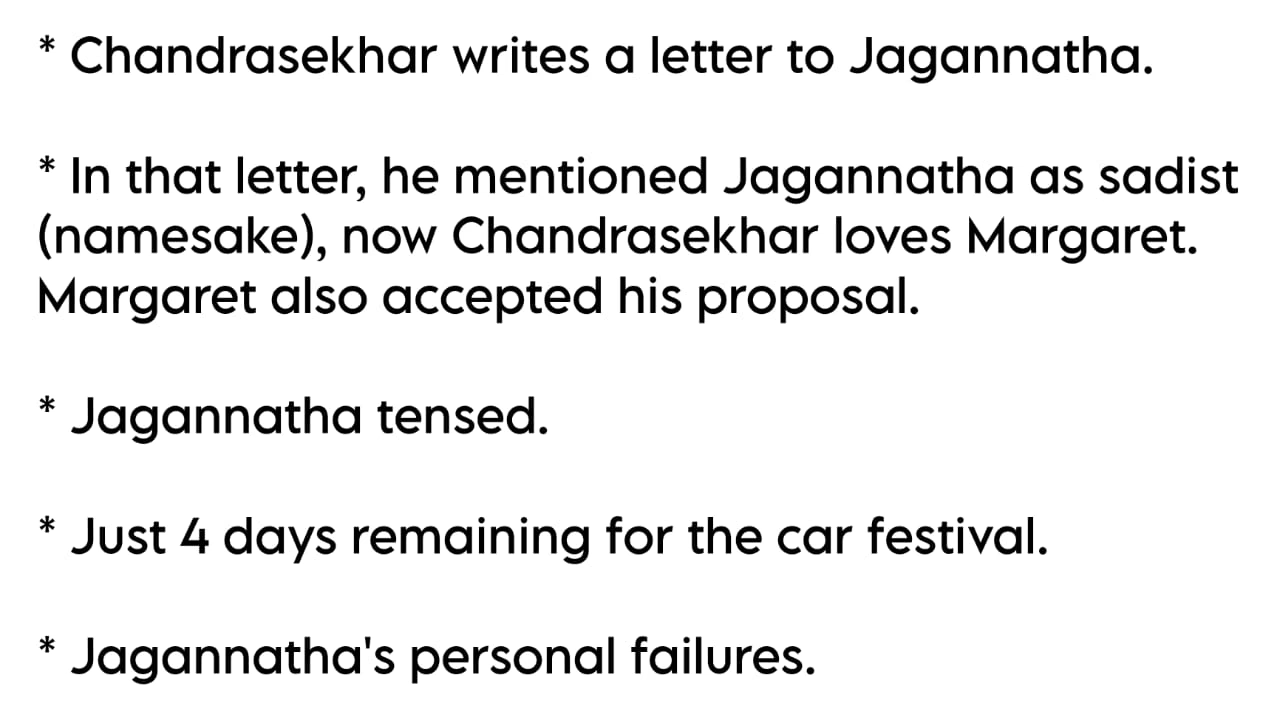 * Chandrasekhar writes a letter to Jagannatha.
* In that letter, he mentioned Jagannatha as sadist
(namesake), now Chandrasekhar loves Margaret.
Margaret also accepted his proposal.
* Jagannatha tensed.
* Just 4 days remaining for the car festival.
* Jagannatha's personal failures.